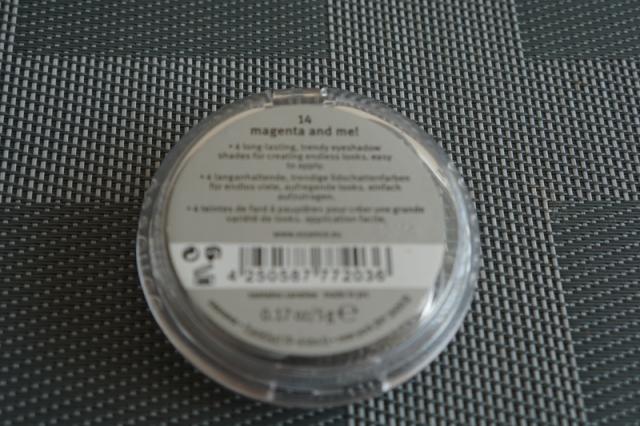 14
magenta and me!
• 4 long-lasting, trendy eyeshadow
shades for creating endless looks, easy
to apply.
• 4 langanhaltende, trendige lidschattenfarben
für endlos viele, aufregende looks. einfach
aufzutragen.
• 4 teintes de fard à paupières pour créer une grande
variété de looks. application facile.
www.essence.eu
4 250587 772036
0.17 oz/5g e